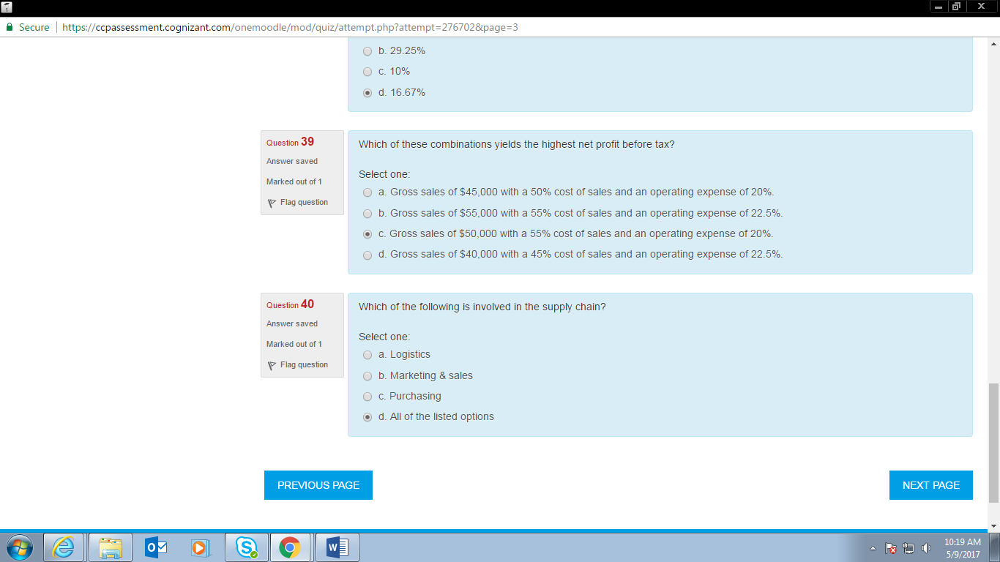 Secure
https://ccpassessment.cognizant.com/onemoodle/mod/quiz/attempt.php?attempt=276702&page=3
b. 29.25%
c. 10%
d. 16.67%
Question 39
Answer saved
Marked out of 1
Flag question
Which of these combinations yields the highest net profit before tax?
Select one:
a. Gross sales of $45,000 with a 50% cost of sales and an operating expense of 20%.
b. Gross sales of $55,000 with a 55% cost of sales and an operating expense of 22.5%.
c. Gross sales of $50,000 with a 55% cost of sales and an operating expense of 20%.
d. Gross sales of $40,000 with a 45% cost of sales and an operating expense of 22.5%.
Question 40
Answer saved
Marked out of 1
Flag question
Which of the following is involved in the supply chain?
Select one:
a. Logistics
b. Marketing & sales
c. Purchasing
d. All of the listed options
PREVIOUS PAGE
NEXT PAGE
10:19 AM
5/9/2017